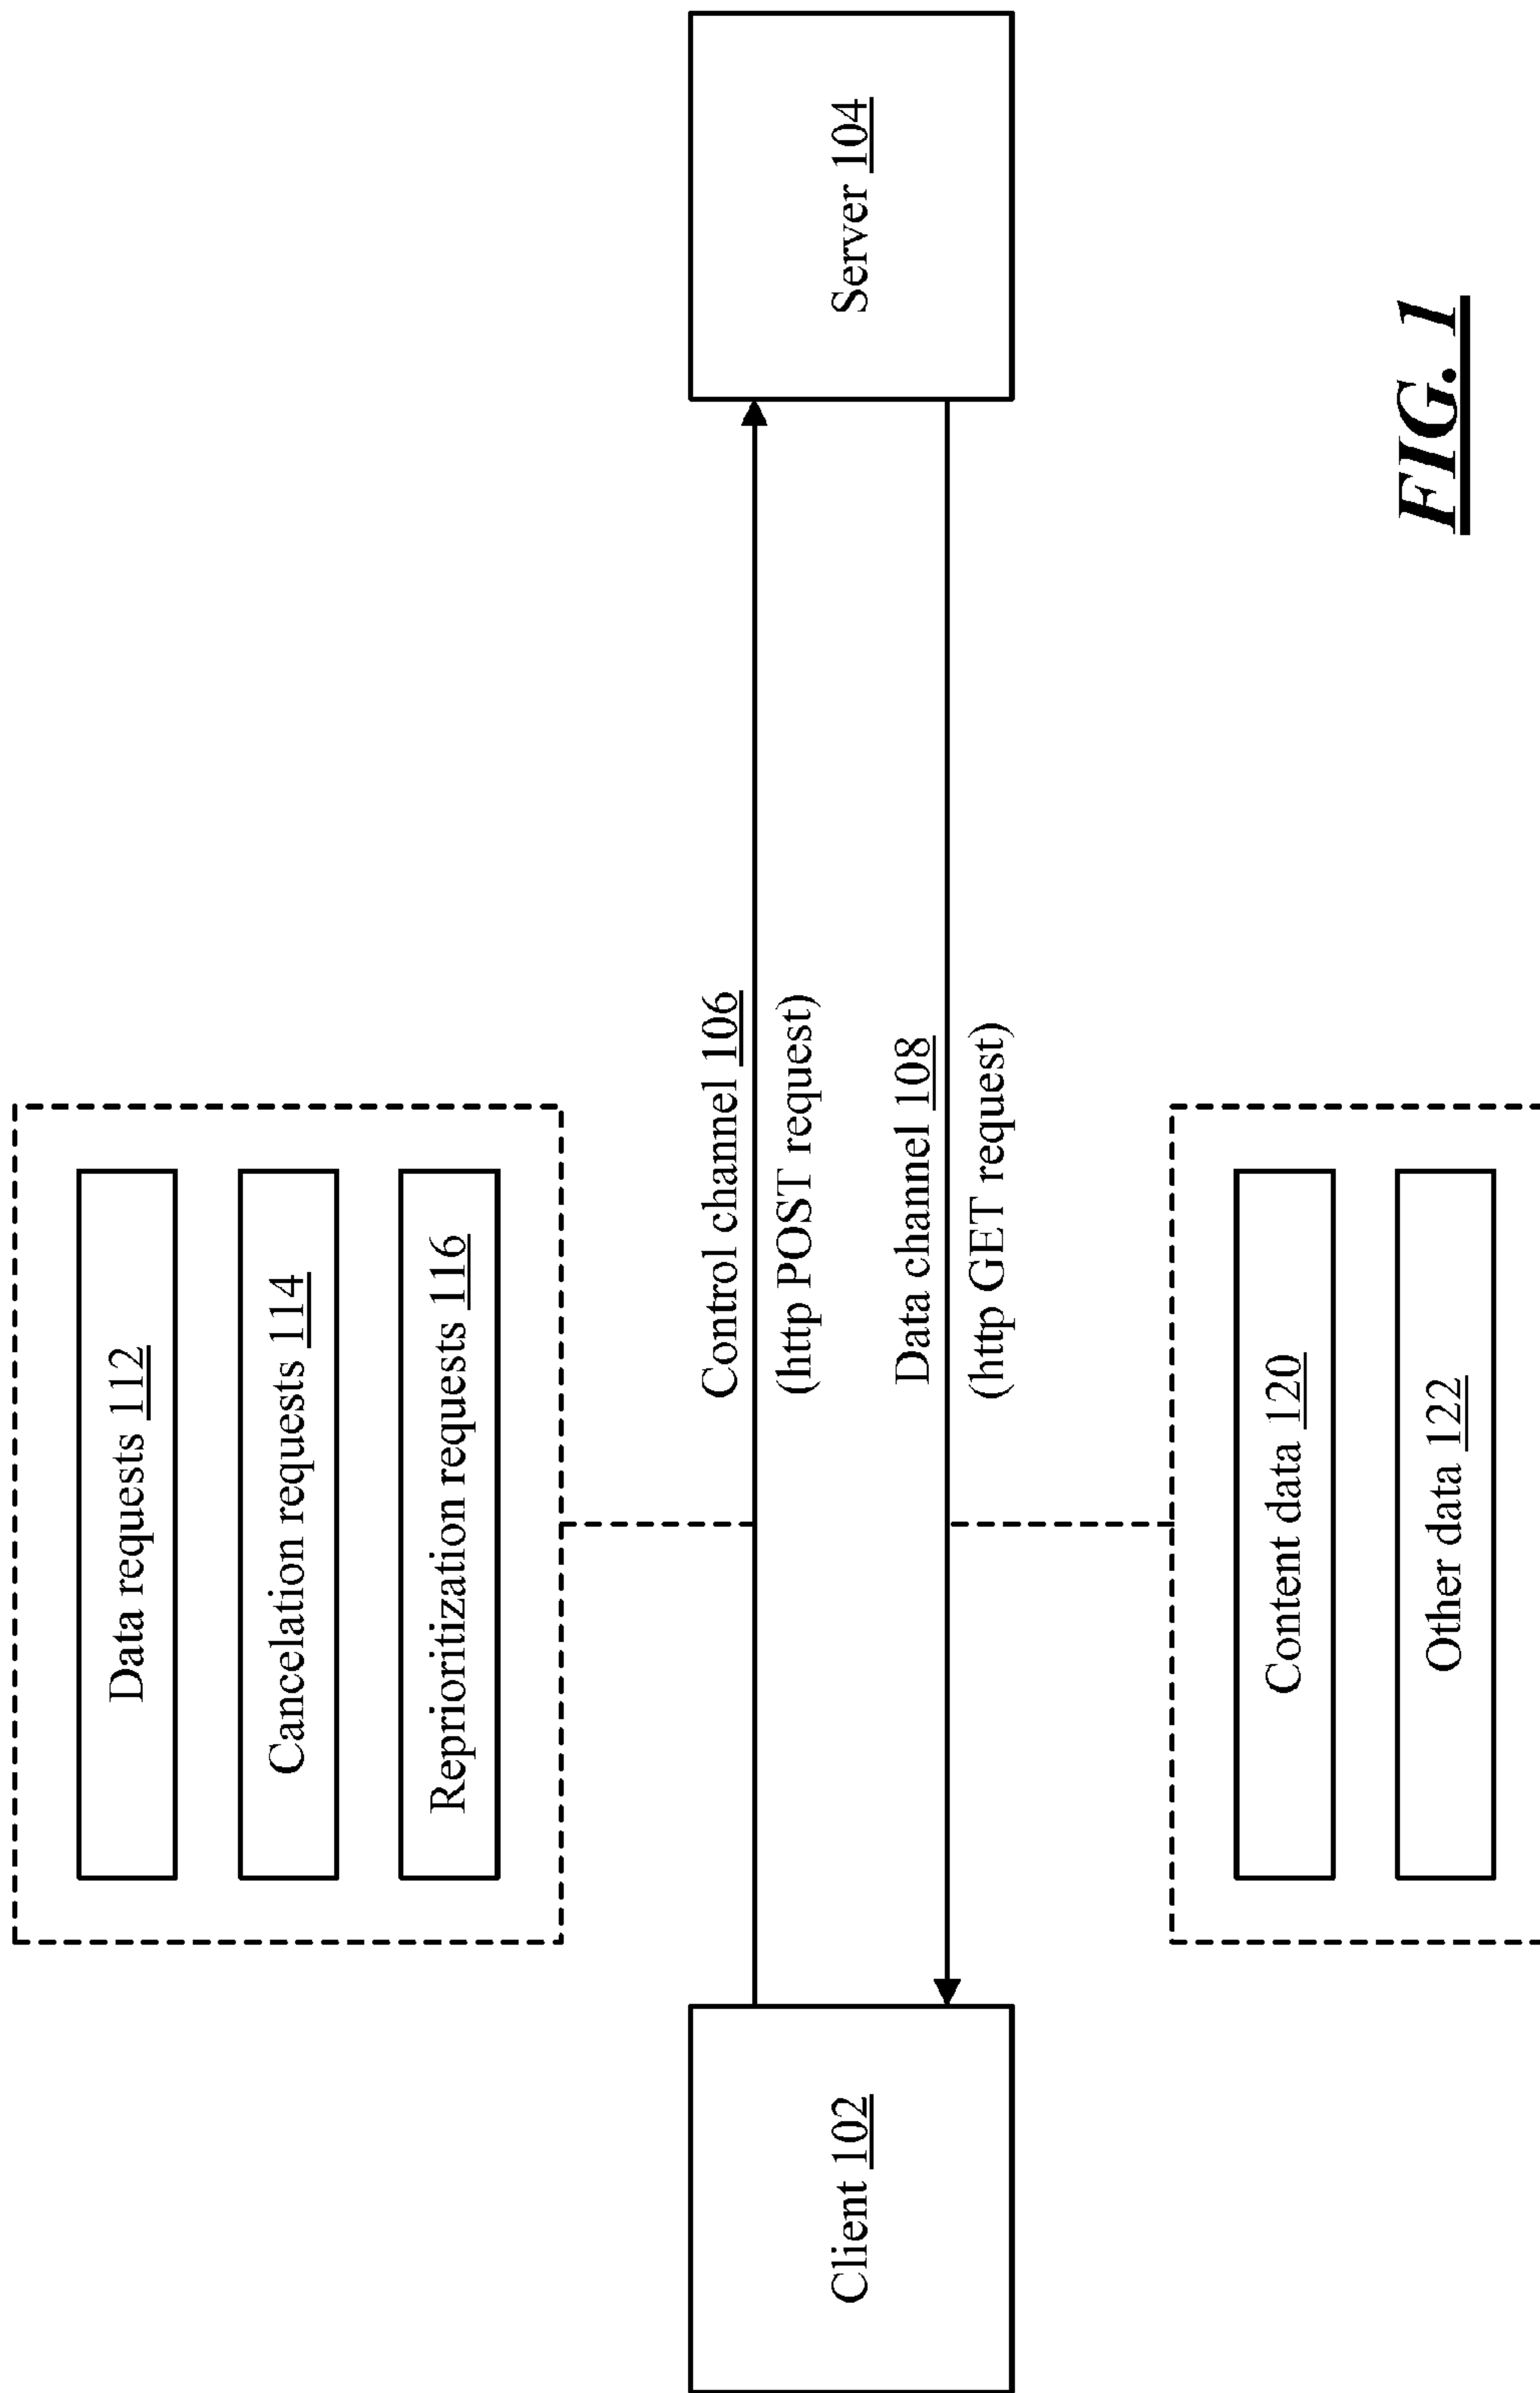 Data requests 112
Cancelation requests 114
Reprioritization requests 116
Control channel 106
(http POST request)
Client 102
Server 104
Data channel 108
(http GET request)
Content data 120
Other data 122
FIG. 1